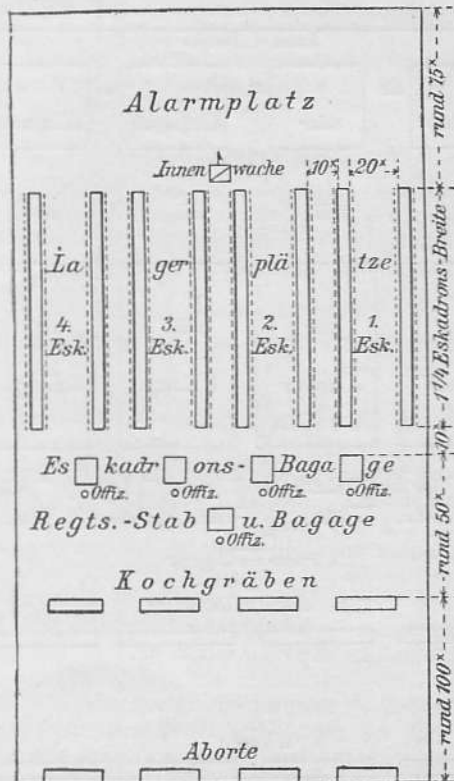 Alarmplatz
rund 75ˣ
Innen wache
10ˣ 20ˣ
La ger plä tze
4. Esk. 3. Esk. 2. Esk. 1. Esk.
1 1/4 Eskadrons-Breite
10ˣ
Es kadr ons- Baga ge
Offiz. Offiz. Offiz. Offiz.
Regts.-Stab u. Bagage
Offiz.
rund 50ˣ
Kochgräben
rund 100ˣ
Aborte